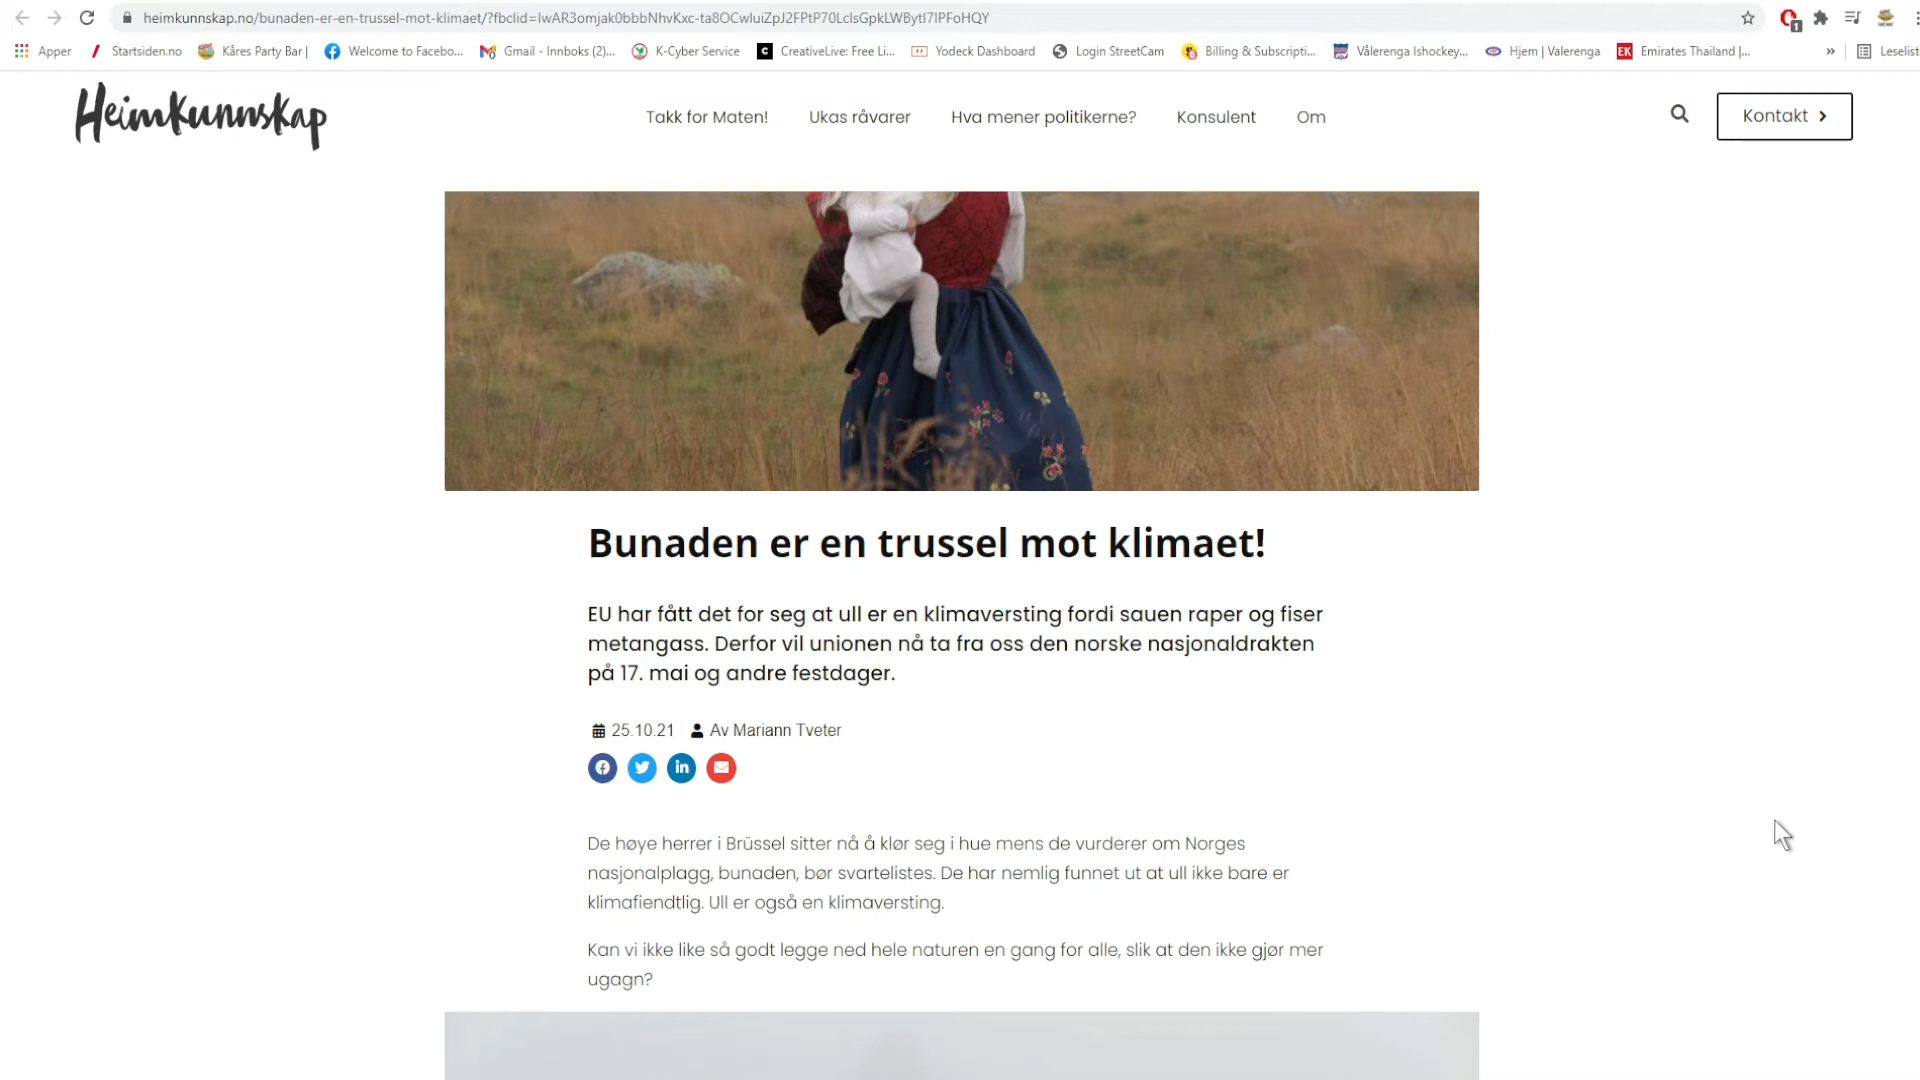 heimkunnskap.no/bunaden-er-en-trussel-mot-klimaet/?fbclid=IwAR3omjak0bbbNhvKxc-ta8OCwluiZpJ2FPtP70LclsGpkLWBytI7IPFoHQY
Apper Startsiden.no Kåres Party Bar | Welcome to Facebo... Gmail - Innboks (2)... K-Cyber Service CreativeLive: Free Li... Yodeck Dashboard Login StreetCam Billing & Subscripti... Vålerenga Ishockey... Hjem | Valerenga EK Emirates Thailand |... » Leselist
Heimkunnskap
Takk for Maten! Ukas råvarer Hva mener politikerne? Konsulent Om Kontakt
Bunaden er en trussel mot klimaet!
EU har fått det for seg at ull er en klimaversting fordi sauen raper og fiser
metangass. Derfor vil unionen nå ta fra oss den norske nasjonaldrakten
på 17. mai og andre festdager.
25.10.21 Av Mariann Tveter
De høye herrer i Brüssel sitter nå å klør seg i hue mens de vurderer om Norges
nasjonalplagg, bunaden, bør svartelistes. De har nemlig funnet ut at ull ikke bare er
klimafiendtlig. Ull er også en klimaversting.
Kan vi ikke like så godt legge ned hele naturen en gang for alle, slik at den ikke gjør mer
ugagn?